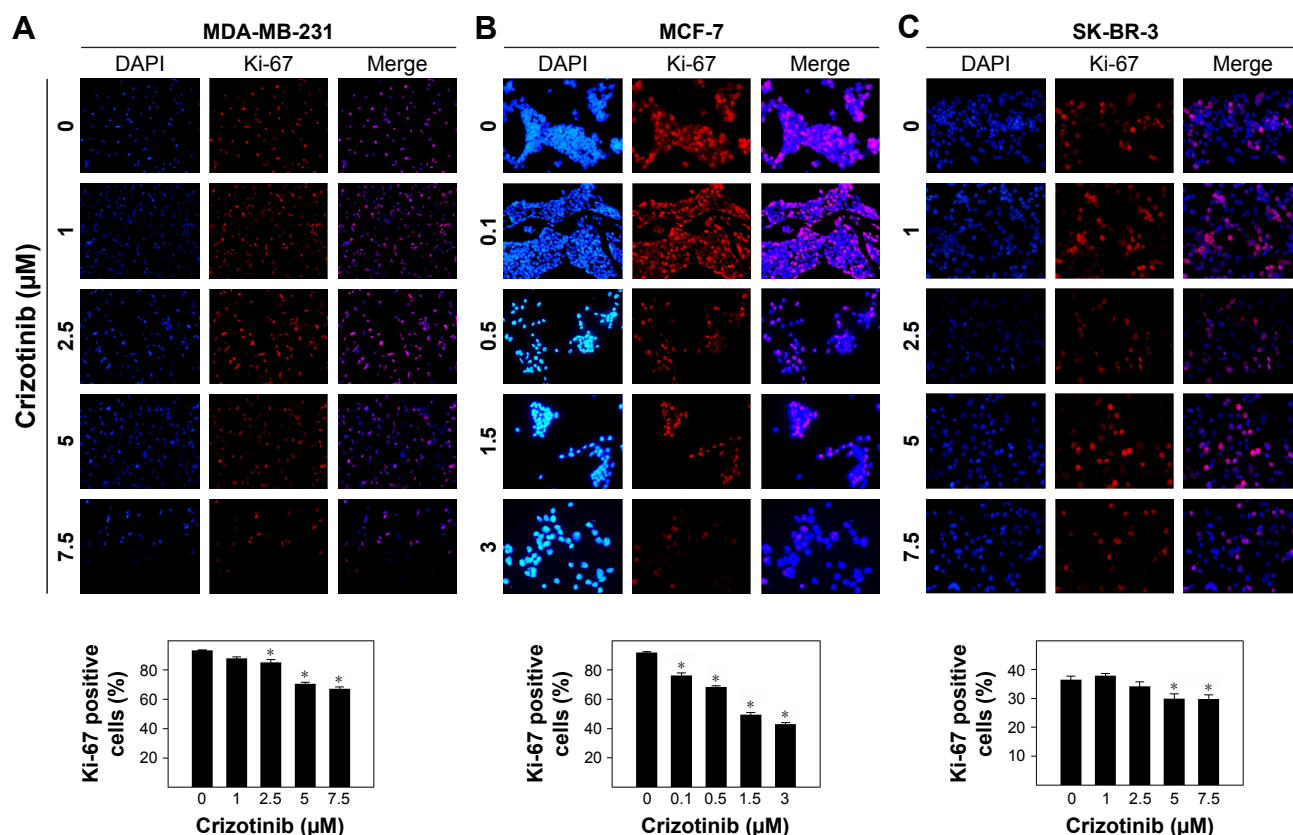 A
MDA-MB-231
DAPI Ki-67 Merge
Crizotinib (µM)
0
1
2.5
5
7.5
Ki-67 positive
cells (%)
80
60
40
20
* * *
0 1 2.5 5 7.5
Crizotinib (µM)
B
MCF-7
DAPI Ki-67 Merge
0
0.1
0.5
1.5
3
Ki-67 positive
cells (%)
80
60
40
20
* * * *
0 0.1 0.5 1.5 3
Crizotinib (µM)
C
SK-BR-3
DAPI Ki-67 Merge
0
1
2.5
5
7.5
Ki-67 positive
cells (%)
40
30
20
10
* *
0 1 2.5 5 7.5
Crizotinib (µM)